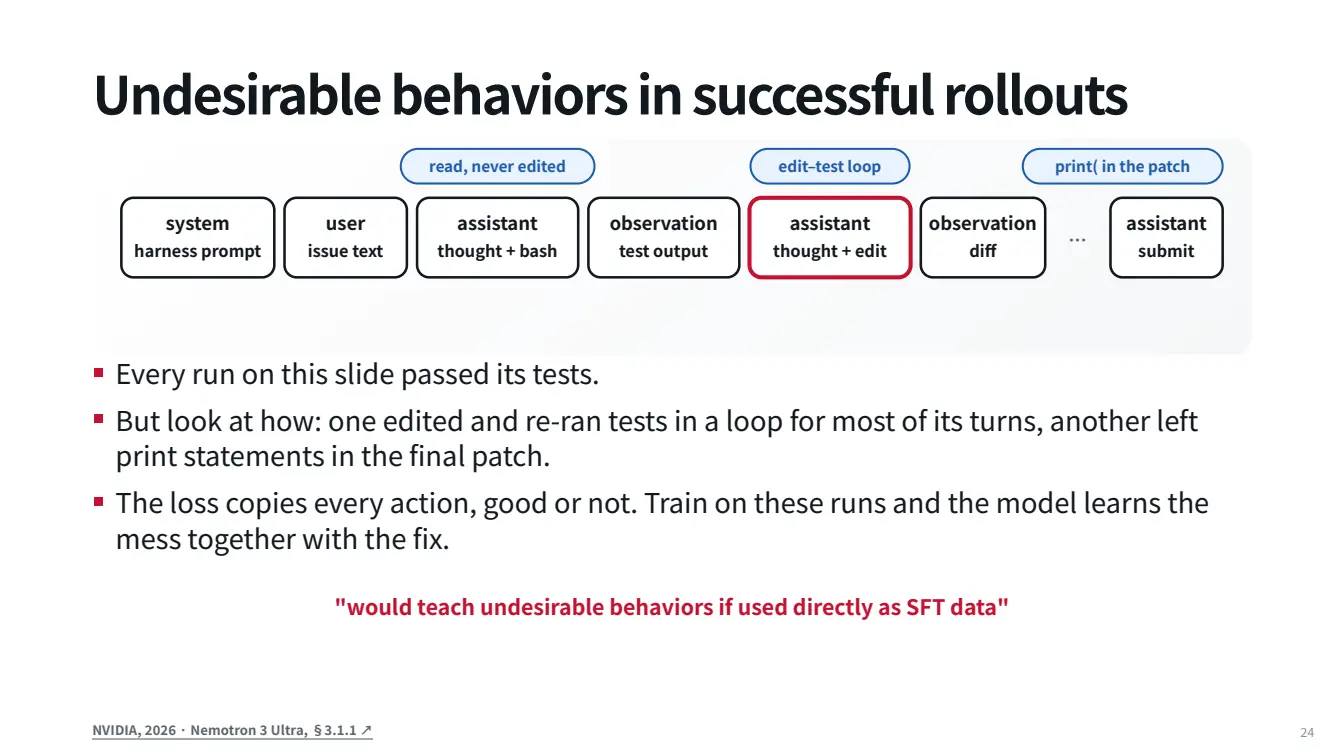 Undesirable behaviors in successful rollouts
read, never edited
edit–test loop
print( in the patch
system
harness prompt
user
issue text
assistant
thought + bash
observation
test output
assistant
thought + edit
observation
diff
...
assistant
submit
Every run on this slide passed its tests.
But look at how: one edited and re-ran tests in a loop for most of its turns, another left
print statements in the final patch.
The loss copies every action, good or not. Train on these runs and the model learns the
mess together with the fix.
"would teach undesirable behaviors if used directly as SFT data"
NVIDIA, 2026 · Nemotron 3 Ultra, §3.1.1 ↗
24